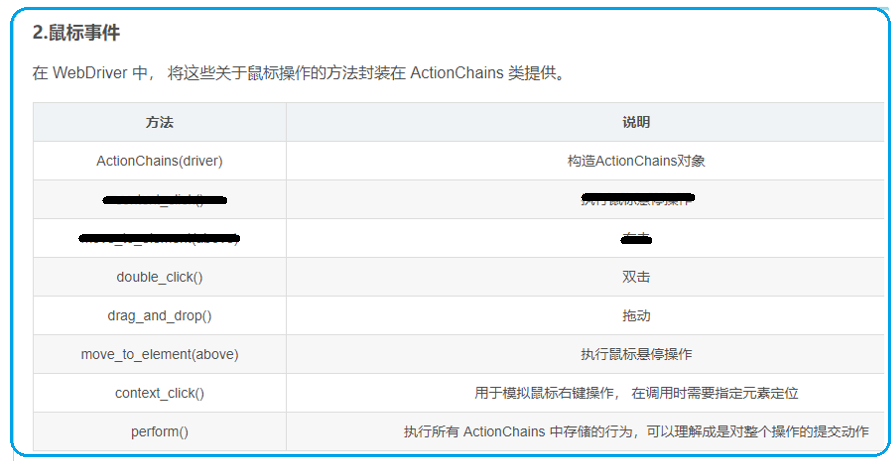 2.鼠标事件
在 WebDriver 中， 将这些关于鼠标操作的方法封装在 ActionChains 类提供。
方法 说明
ActionChains(driver) 构造ActionChains对象
double_click() 双击
drag_and_drop() 拖动
move_to_element(above) 执行鼠标悬停操作
context_click() 用于模拟鼠标右键操作， 在调用时需要指定元素定位
perform() 执行所有 ActionChains 中存储的行为，可以理解成是对整个操作的提交动作